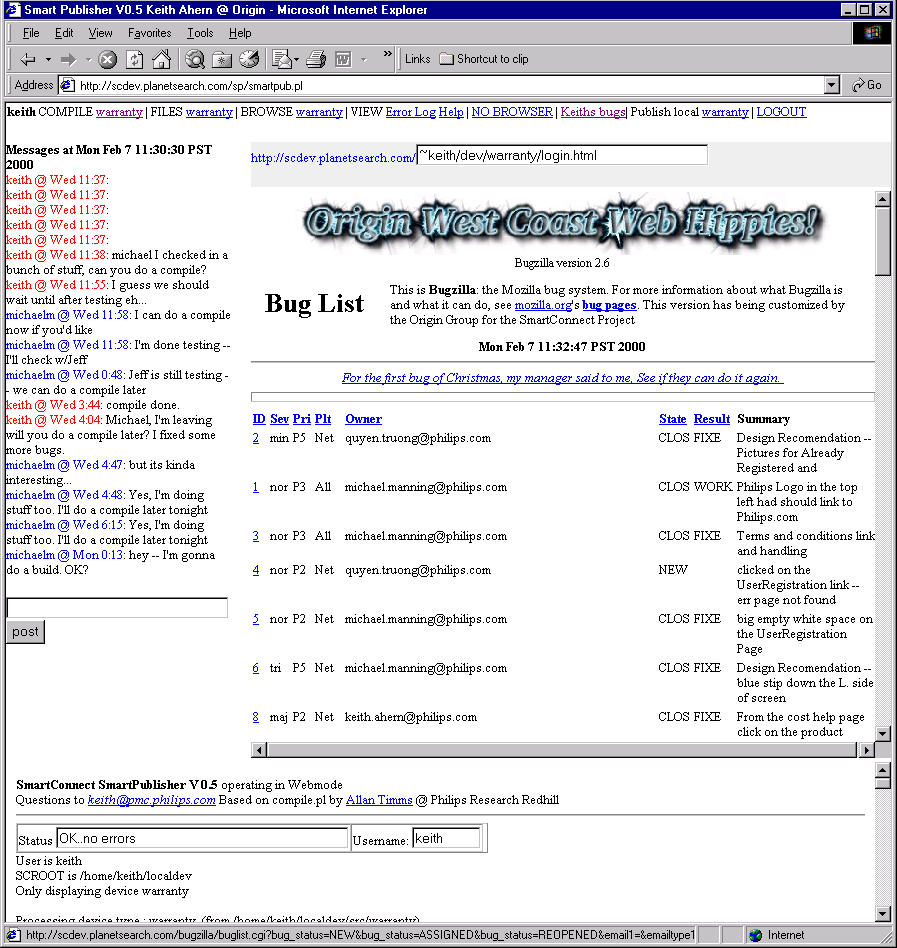 Smart Publisher V0.5 Keith Ahern @ Origin - Microsoft Internet Explorer
File Edit View Favorites Tools Help
Links Shortcut to clip
Address http://scdev.planetsearch.com/sp/smartpub.pl Go
keith COMPILE warranty | FILES warranty | BROWSE warranty | VIEW Error Log Help | NO BROWSER | Keiths bugs| Publish local warranty | LOGOUT
Messages at Mon Feb 7 11:30:30 PST
2000
keith @ Wed 11:37:
keith @ Wed 11:37:
keith @ Wed 11:37:
keith @ Wed 11:37:
keith @ Wed 11:37:
keith @ Wed 11:38: michael I checked in a
bunch of stuff, can you do a compile?
keith @ Wed 11:55: I guess we should
wait until after testing eh...
michaelm @ Wed 11:58: I can do a compile
now if you'd like
michaelm @ Wed 11:58: I'm done testing --
I'll check w/Jeff
michaelm @ Wed 0:48: Jeff is still testing -
- we can do a compile later
keith @ Wed 3:44: compile done.
keith @ Wed 4:04: Michael, I'm leaving
will you do a compile later? I fixed some
more bugs.
michaelm @ Wed 4:47: but its kinda
interesting...
michaelm @ Wed 4:48: Yes, I'm doing
stuff too. I'll do a compile later tonight
michaelm @ Wed 6:15: Yes, I'm doing
stuff too. I'll do a compile later tonight
michaelm @ Mon 0:13: hey -- I'm gonna
do a build. OK?
post
http://scdev.planetsearch.com/ ~keith/dev/warranty/login.html
Origin West Coast Web Hippies!
Bugzilla version 2.6
Bug List
This is Bugzilla: the Mozilla bug system. For more information about what Bugzilla is
and what it can do, see mozilla.org's bug pages. This version has being customized by
the Origin Group for the SmartConnect Project
Mon Feb 7 11:32:47 PST 2000
For the first bug of Christmas, my manager said to me, See if they can do it again.
ID Sev Pri Plt Owner State Result Summary
2 min P5 Net quyen.truong@philips.com CLOS FIXE Design Recomendation --
Pictures for Already
Registered and
1 nor P3 All michael.manning@philips.com CLOS WORK Philips Logo in the top
left had should link to
Philips.com
3 nor P3 All michael.manning@philips.com CLOS FIXE Terms and conditions link
and handling
4 nor P2 Net quyen.truong@philips.com NEW clicked on the
UserRegistration link --
err page not found
5 nor P2 Net michael.manning@philips.com CLOS FIXE big empty white space on
the UserRegistration
Page
6 tri P5 Net michael.manning@philips.com CLOS FIXE Design Recomendation --
blue stip down the L. side
of screen
8 maj P2 Net keith.ahern@philips.com CLOS FIXE From the cost help page
click on the product
SmartConnect SmartPublisher V0.5 operating in Webmode
Questions to keith@pmc.philips.com Based on compile.pl by Allan Timms @ Philips Research Redhill
Status OK..no errors Username: keith
User is keith
SCROOT is /home/keith/localdev
Only displaying device warranty
Processing device type : warranty (from /home/keith/localdev/src/warranty)
http://scdev.planetsearch.com/bugzilla/buglist.cgi?bug_status=NEW&bug_status=ASSIGNED&bug_status=REOPENED&email1=&emailtype1 Internet